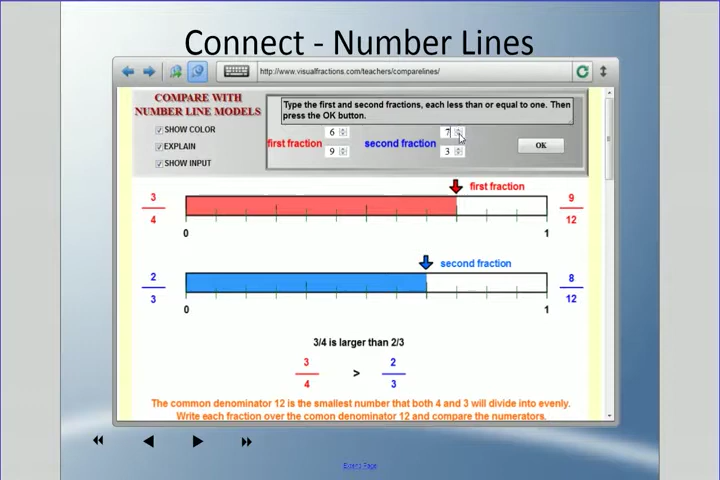 Connect - Number Lines
http://www.visualfractions.com/teachers/comparelines/
COMPARE WITH
NUMBER LINE MODELS
SHOW COLOR
EXPLAIN
SHOW INPUT
Type the first and second fractions, each less than or equal to one. Then
press the OK button.
first fraction
6
9
second fraction
7
3
OK
first fraction
3
4
0
1
9
12
second fraction
2
3
0
1
8
12
3/4 is larger than 2/3
3
4
>
2
3
The common denominator 12 is the smallest number that both 4 and 3 will divide into evenly.
Write each fraction over the comon denominator 12 and compare the numerators.